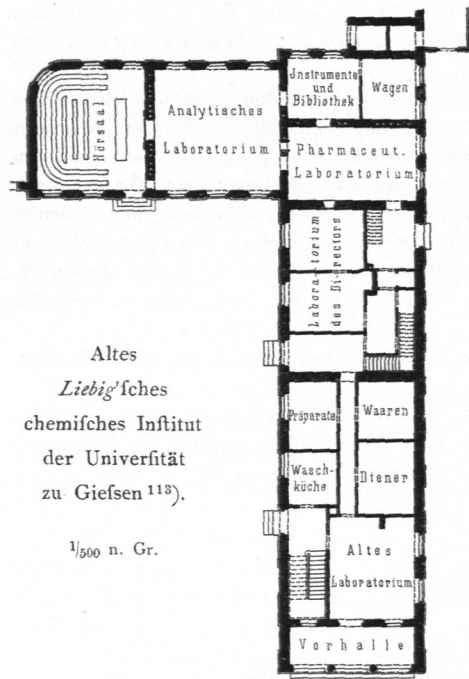 Jnstrumente
und
Bibliothek
Wagen
Hörsaal
Analytisches
Laboratorium
Pharmaceut.
Laboratorium
Laboratorium
des Directors
Altes
Liebig'ſches
chemiſches Inſtitut
der Univerſität
zu Gieſsen 113).
1/500 n. Gr.
Präparate
Waaren
Waſch-
küche
Diener
Altes
Laboratorium
Vorhalle